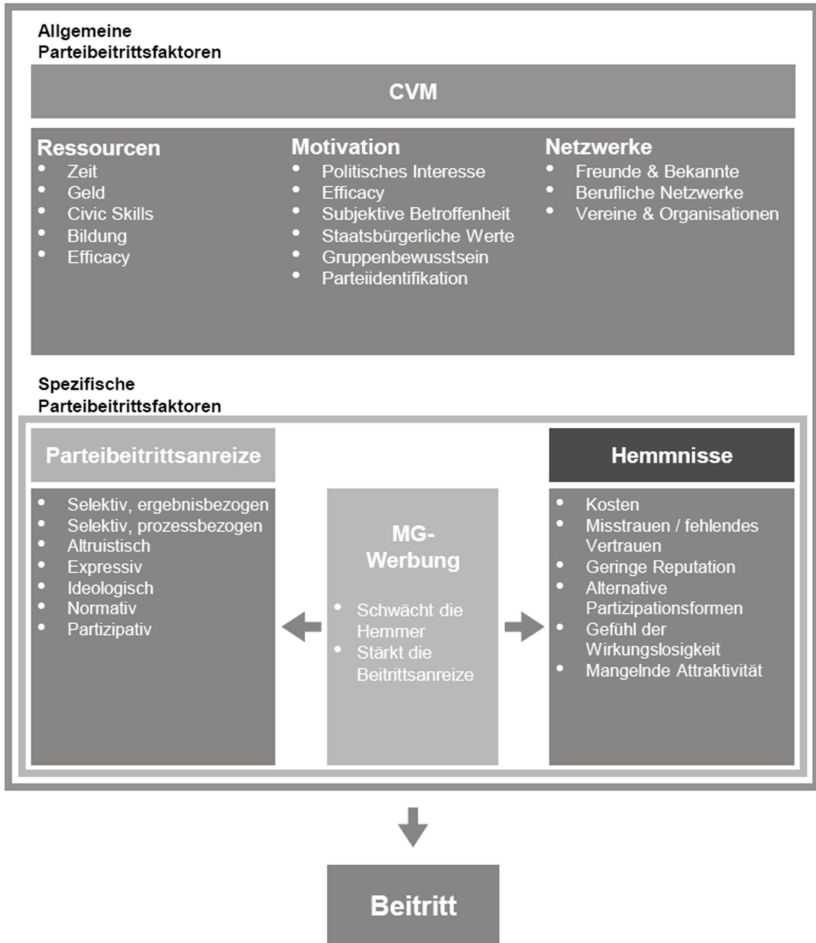 Allgemeine
Parteibeitrittsfaktoren
CVM
Ressourcen
• Zeit
• Geld
• Civic Skills
• Bildung
• Efficacy
Motivation
• Politisches Interesse
• Efficacy
• Subjektive Betroffenheit
• Staatsbürgerliche Werte
• Gruppenbewusstsein
• Parteiidentifikation
Netzwerke
• Freunde & Bekannte
• Berufliche Netzwerke
• Vereine & Organisationen
Spezifische
Parteibeitrittsfaktoren
Parteibeitrittsanreize
• Selektiv, ergebnisbezogen
• Selektiv, prozessbezogen
• Altruistisch
• Expressiv
• Ideologisch
• Normativ
• Partizipativ
MG-
Werbung
• Schwächt die
Hemmer
• Stärkt die
Beitrittsanreize
Hemmnisse
• Kosten
• Misstrauen / fehlendes
Vertrauen
• Geringe Reputation
• Alternative
Partizipationsformen
• Gefühl der
Wirkungslosigkeit
• Mangelnde Attraktivität
Beitritt